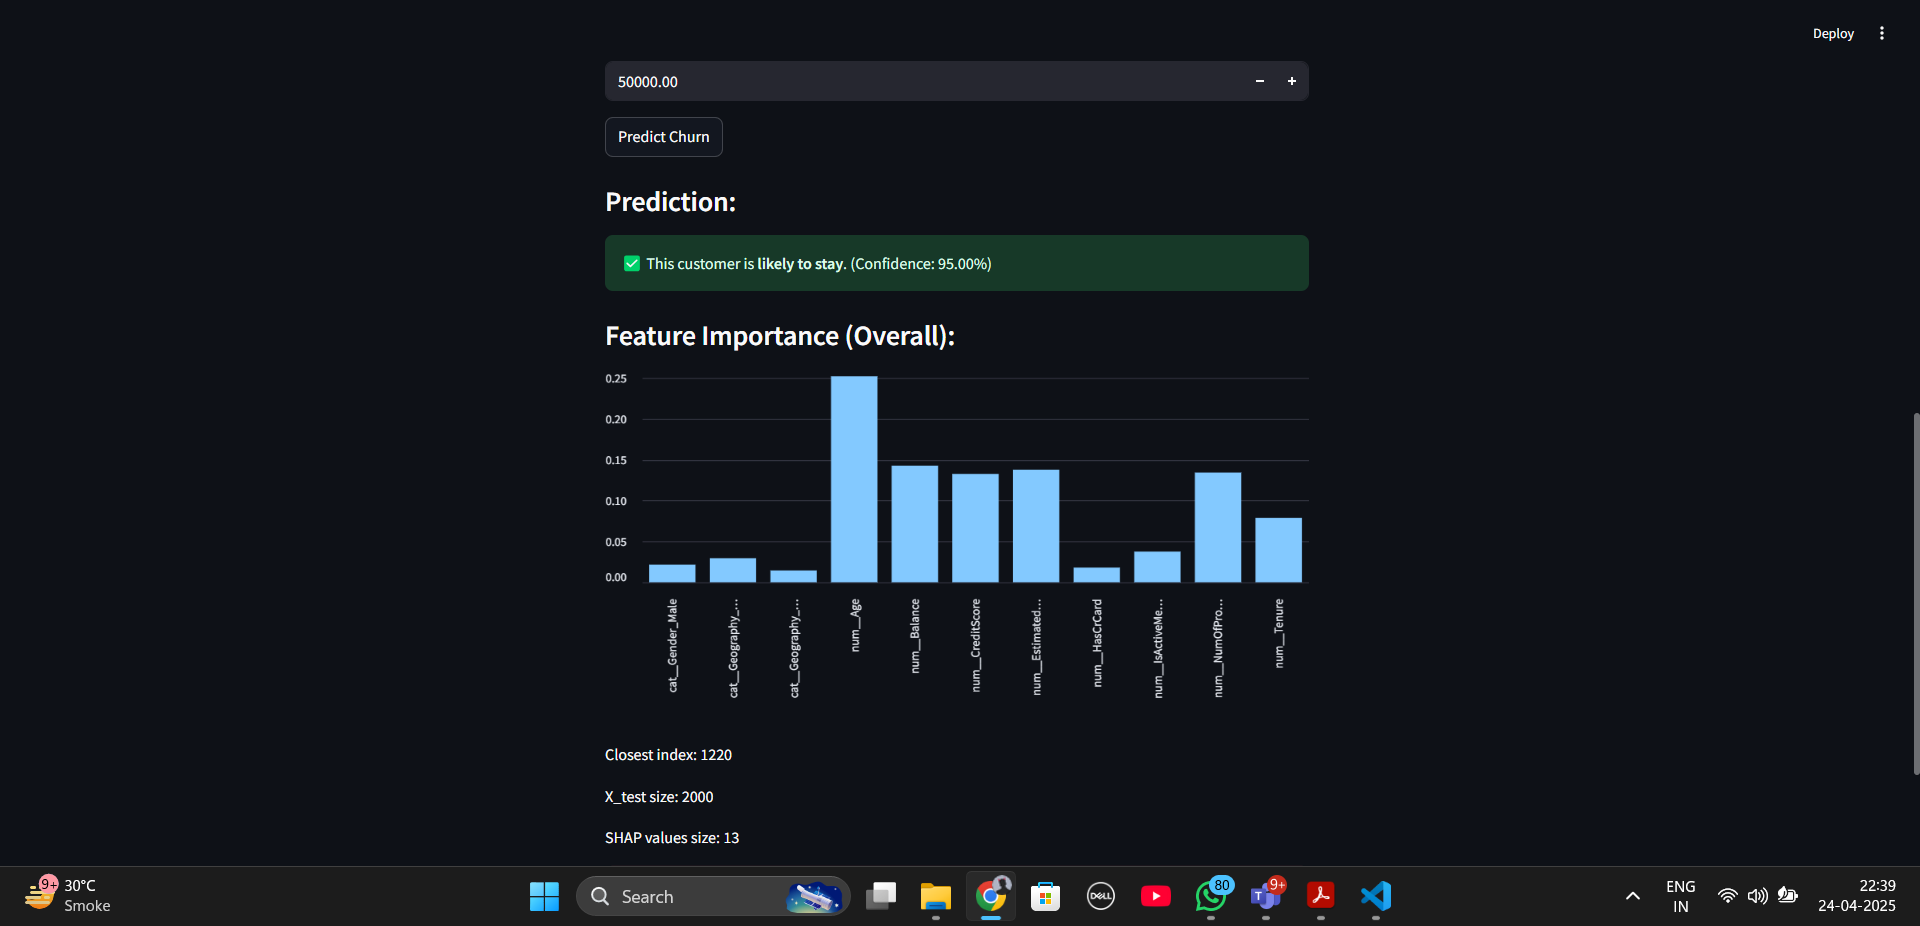 Deploy
50000.00
Predict Churn
Prediction:
This customer is likely to stay. (Confidence: 95.00%)
Feature Importance (Overall):
0.25
0.20
0.15
0.10
0.05
0.00
cat__Gender_Male
cat__Geography_…
cat__Geography_…
num__Age
num__Balance
num__CreditScore
num__Estimated…
num__HasCrCard
num__IsActiveMe…
num__NumOfPro…
num__Tenure
Closest index: 1220
X_test size: 2000
SHAP values size: 13
9+
30°C
Smoke
Search
DELL
80
T
9+
ENG
IN
22:39
24-04-2025